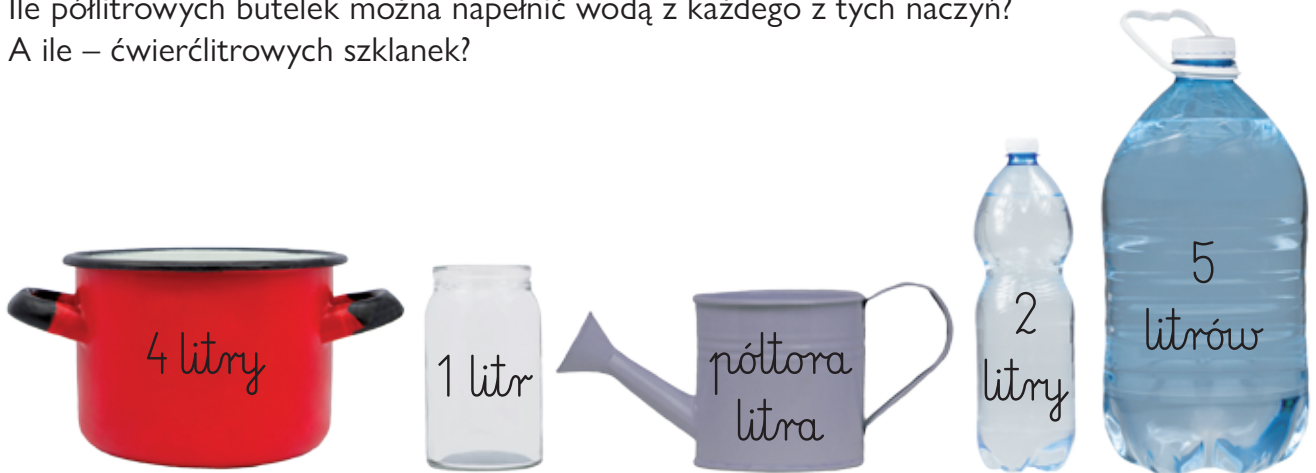 Ile półlitrowych butelek można napełnić wodą z każdego z tych naczyń?
A ile – ćwierćlitrowych szklanek?
4 litry
1 litr
półtora
litra
2
litry
5
litrów